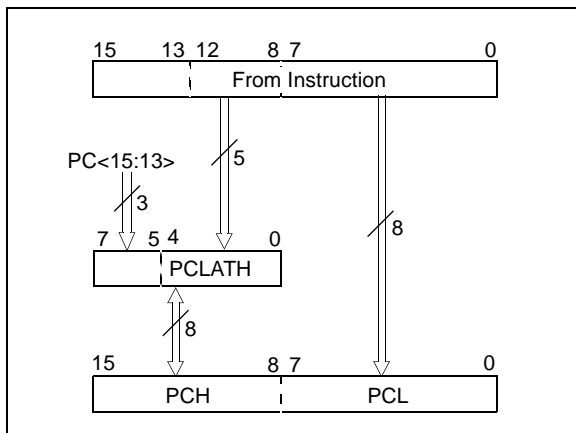 15 13 12 8 7 0
From Instruction
5
PC<15:13>
3
8
7 5 4 0
PCLATH
8
15 8 7 0
PCH PCL